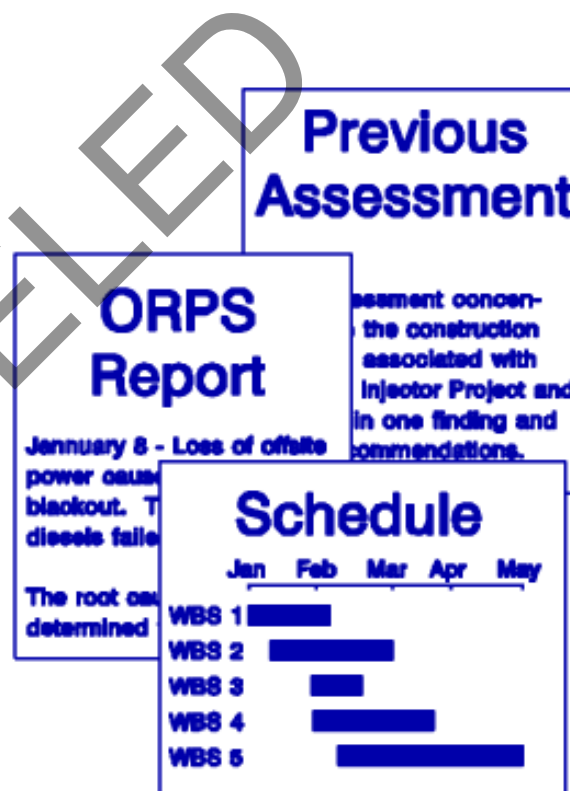 Previous
Assessment
essment concen-
the construction
associated with
Injector Project and
in one finding and
commendations.
ORPS
Report
Jannuary 8 - Loss of offsite
power cause
blackout. T
diesels faile
The root cau
determined
Schedule
Jan Feb Mar Apr May
WBS 1
WBS 2
WBS 3
WBS 4
WBS 5
ELED